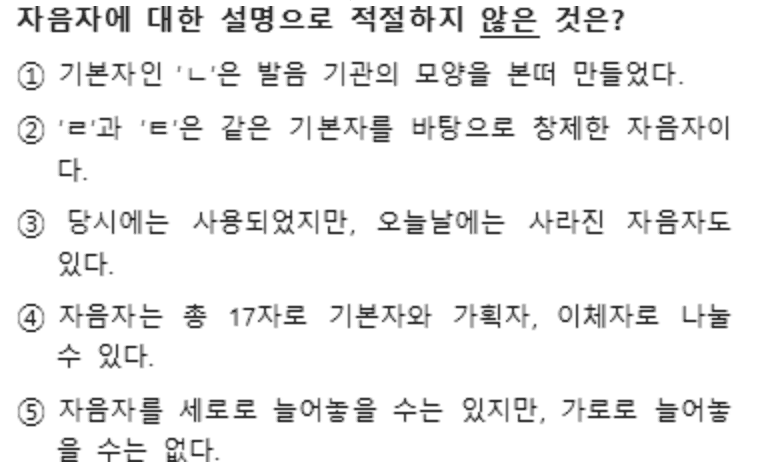 자음자에 대한 설명으로 적절하지 않은 것은?
① 기본자인 'ㄴ'은 발음 기관의 모양을 본떠 만들었다.
② 'ㄹ'과 'ㅌ'은 같은 기본자를 바탕으로 창제한 자음자이
다.
③ 당시에는 사용되었지만, 오늘날에는 사라진 자음자도
있다.
④ 자음자는 총 17자로 기본자와 가획자, 이체자로 나눌
수 있다.
⑤ 자음자를 세로로 늘어놓을 수는 있지만, 가로로 늘어놓
을 수는 없다.